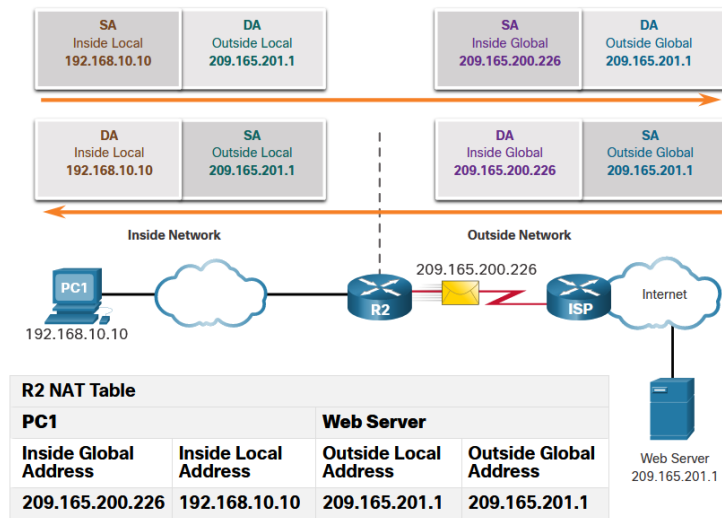 SA
Inside Local
192.168.10.10
DA
Outside Local
209.165.201.1
SA
Inside Global
209.165.200.226
DA
Outside Global
209.165.201.1
DA
Inside Local
192.168.10.10
SA
Outside Local
209.165.201.1
DA
Inside Global
209.165.200.226
SA
Outside Global
209.165.201.1
Inside Network
Outside Network
209.165.200.226
PC1
R2
ISP
Internet
192.168.10.10
R2 NAT Table
PC1
Web Server
Inside Global
Address
Inside Local
Address
Outside Local
Address
Outside Global
Address
209.165.200.226
192.168.10.10
209.165.201.1
209.165.201.1
Web Server
209.165.201.1